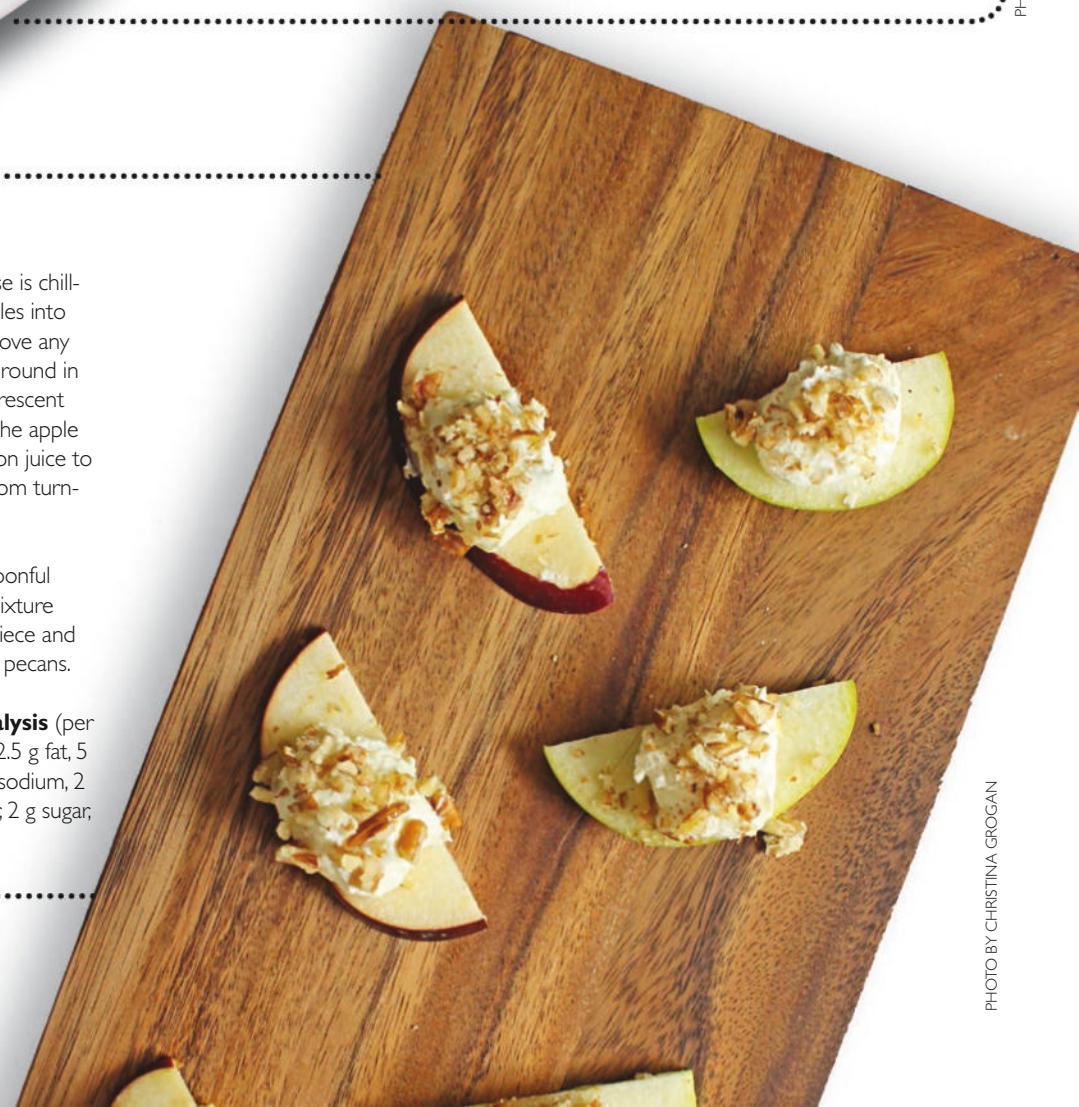 PH
se is chill-
les into
ove any
round in
rescent
he apple
on juice to
om turn-
oonful
ixture
iece and
pecans.
alysis (per
2.5 g fat, 5
sodium, 2
; 2 g sugar,
PHOTO BY CHRISTINA GROGAN